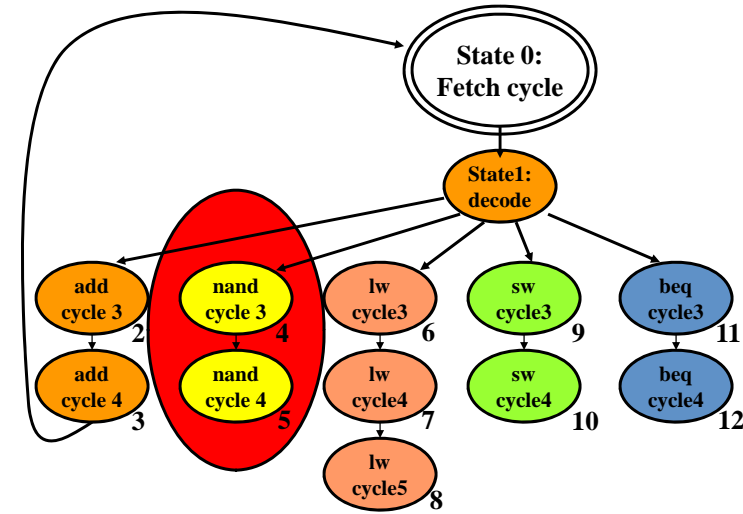 State 0:
Fetch cycle
State1:
decode
add
cycle 3
2
nand
cycle 3
4
lw
cycle3
6
sw
cycle3
9
beq
cycle3
11
add
cycle 4
3
nand
cycle 4
5
lw
cycle4
7
sw
cycle4
10
beq
cycle4
12
lw
cycle5
8